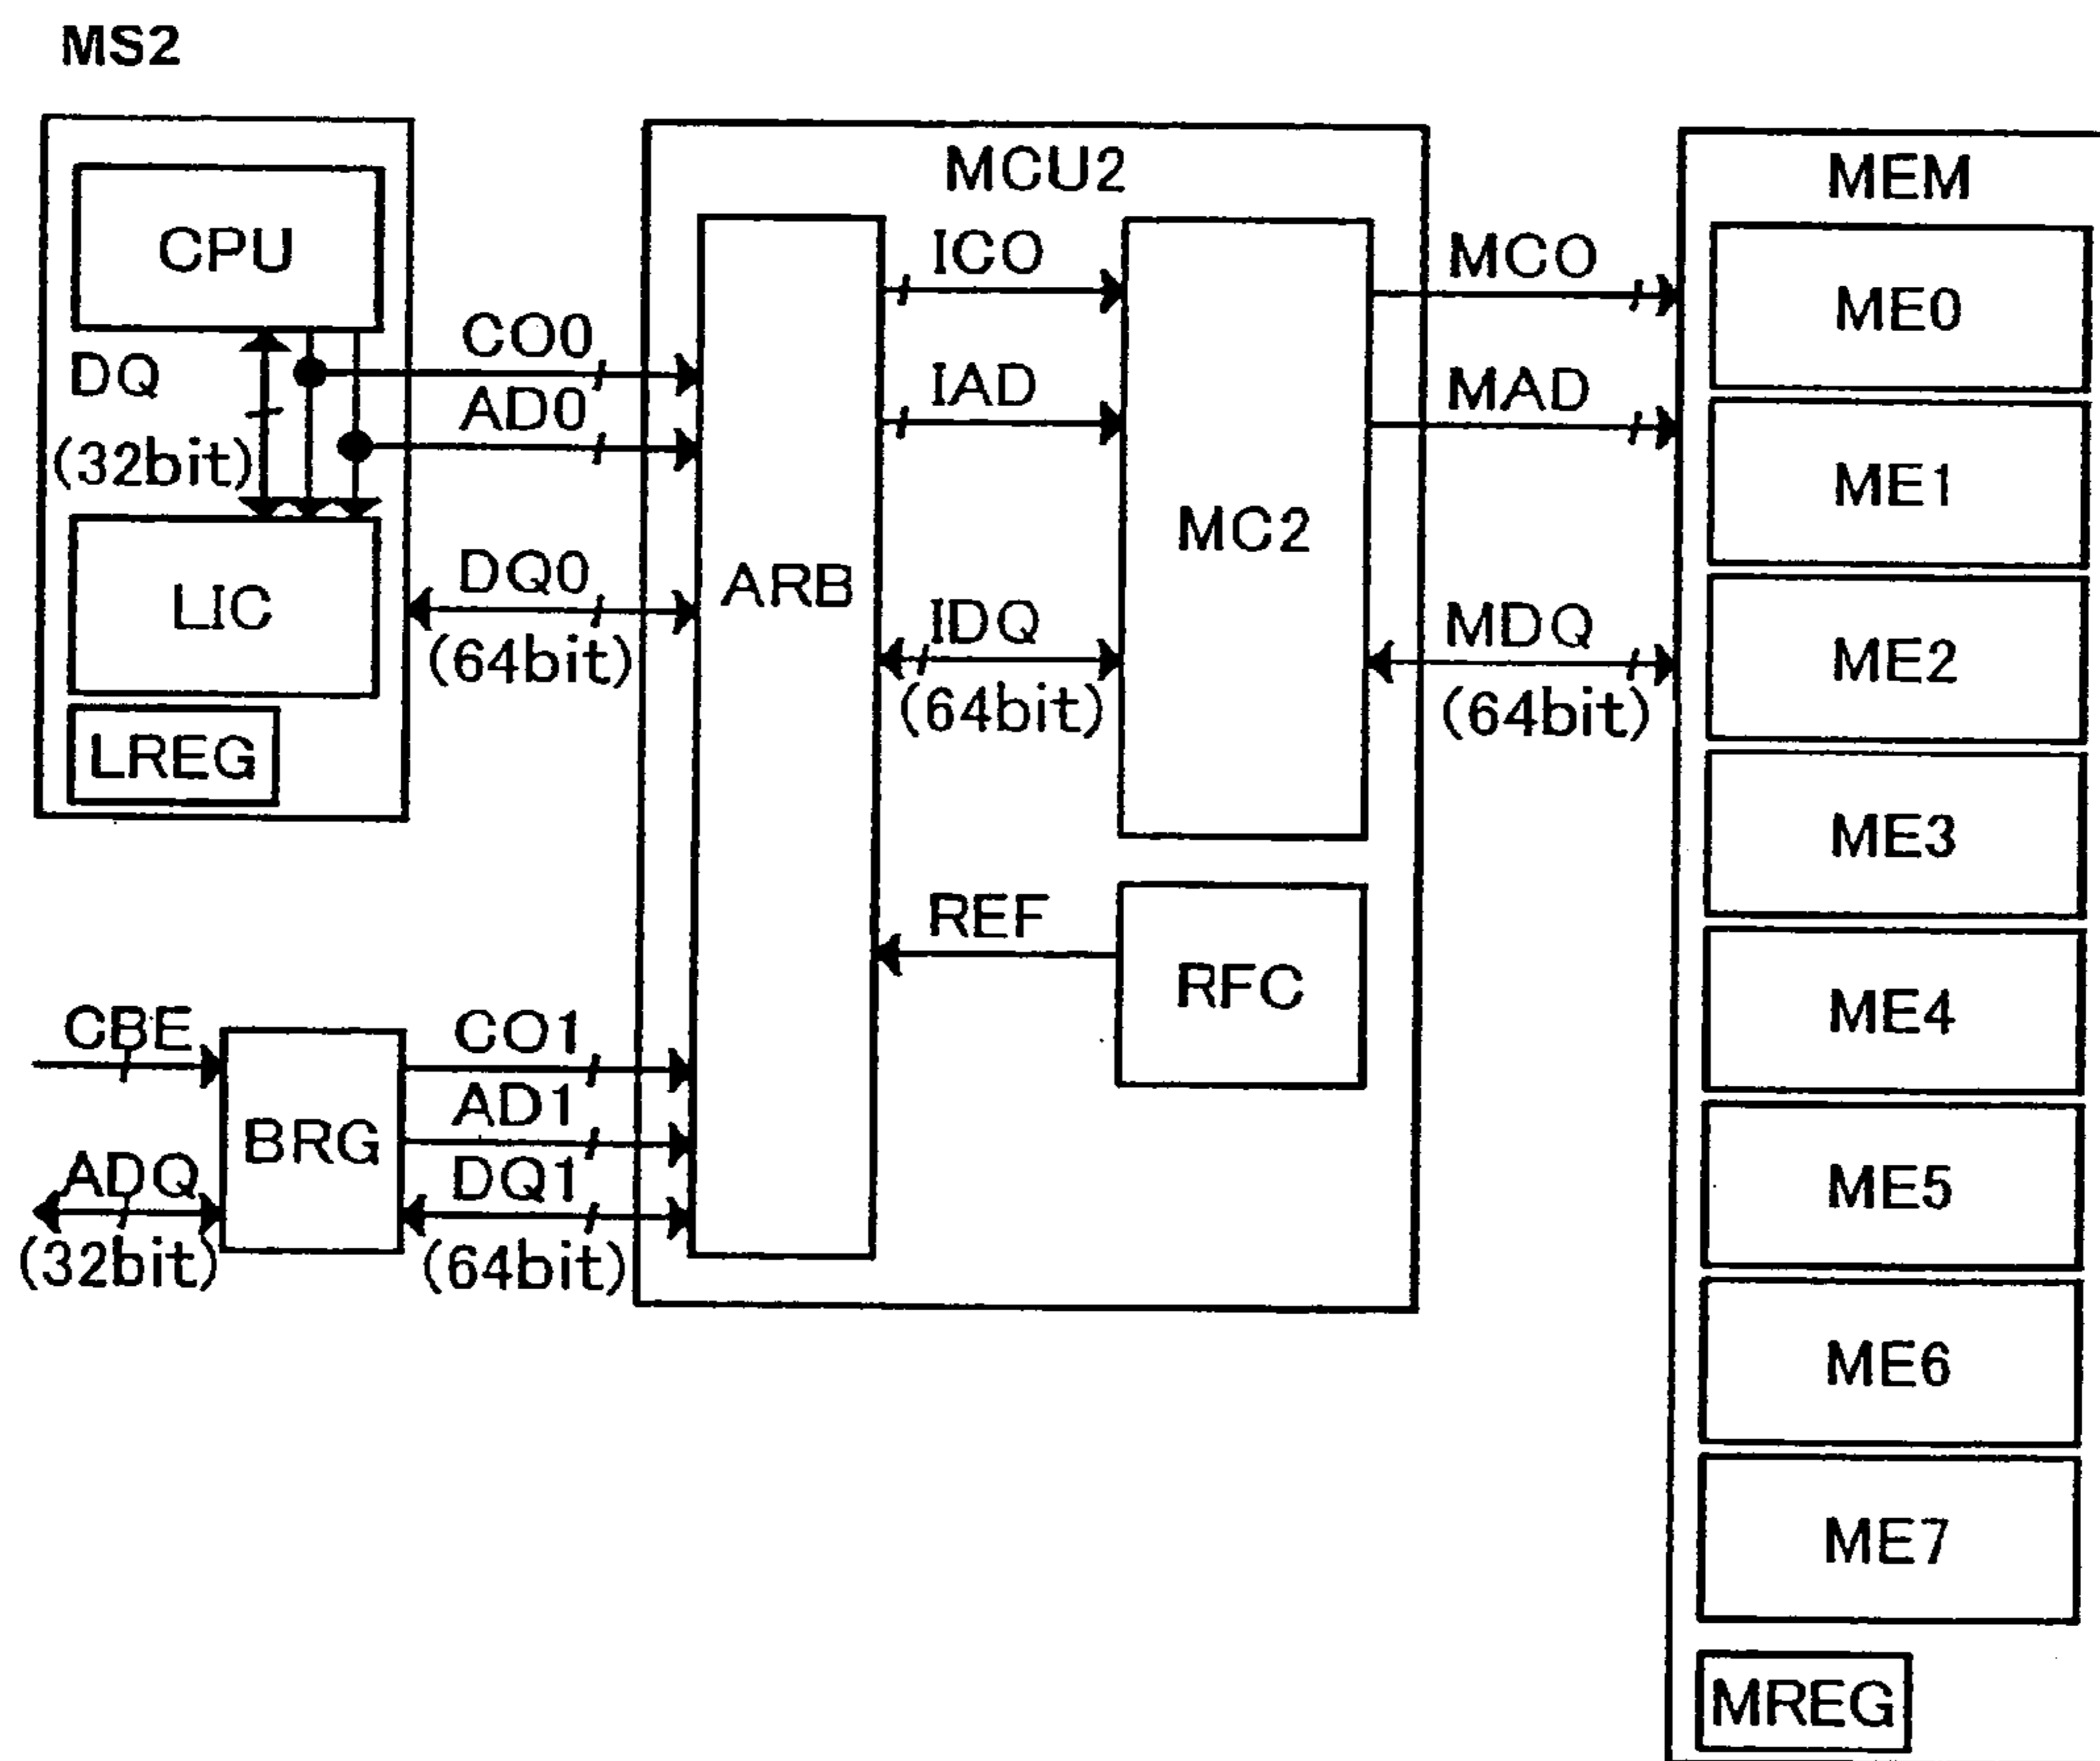 MS2
CPU
DQ
(32bit)
LIC
LREG
CO0
AD0
DQ0
(64bit)
CBE
ADQ
(32bit)
BRG
CO1
AD1
DQ1
(64bit)
MCU2
ARB
ICO
IAD
IDQ
(64bit)
REF
MC2
RFC
MCO
MAD
MDQ
(64bit)
MEM
ME0
ME1
ME2
ME3
ME4
ME5
ME6
ME7
MREG